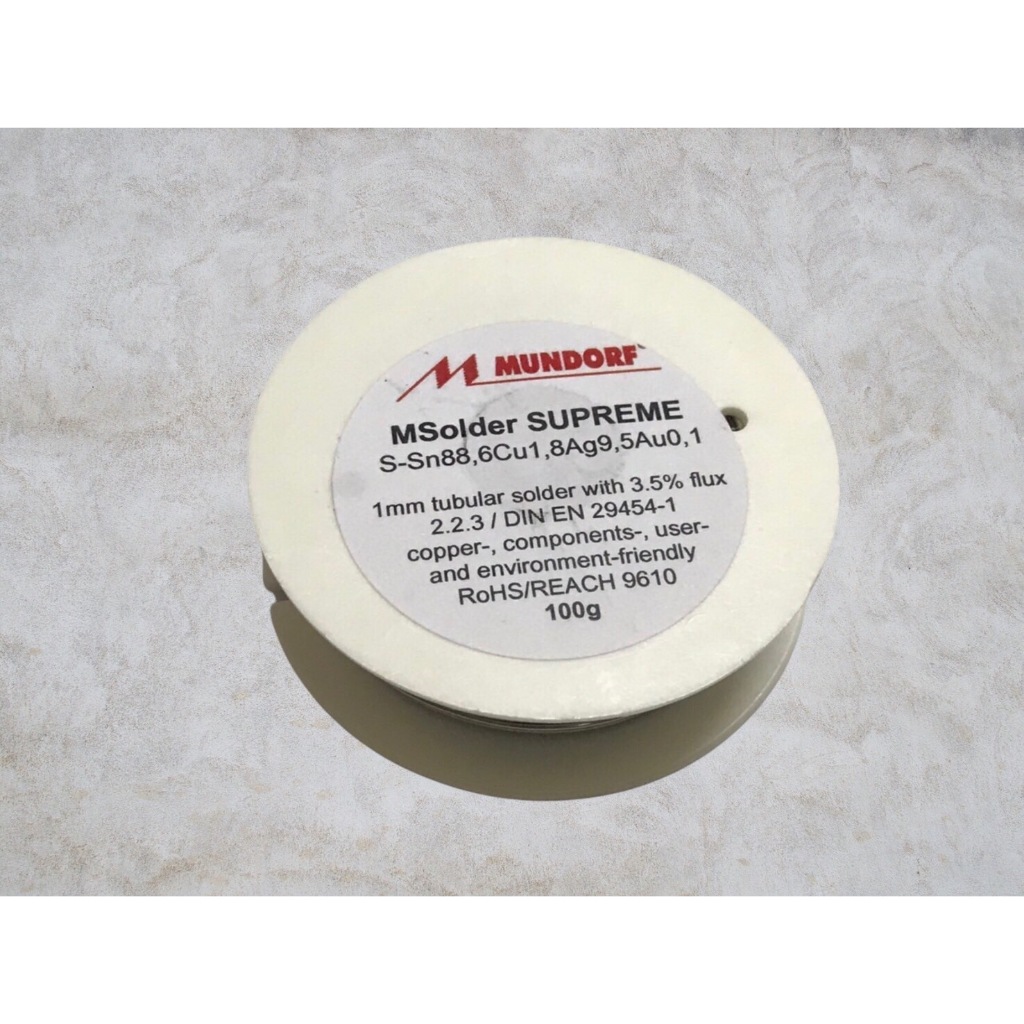 MUNDORF
MSolder SUPREME
S-Sn88,6Cu1,8Ag9,5Au0,1
1mm tubular solder with 3.5% flux
2.2.3 / DIN EN 29454-1
copper-, components-, user-
and environment-friendly
RoHS/REACH 9610
100g